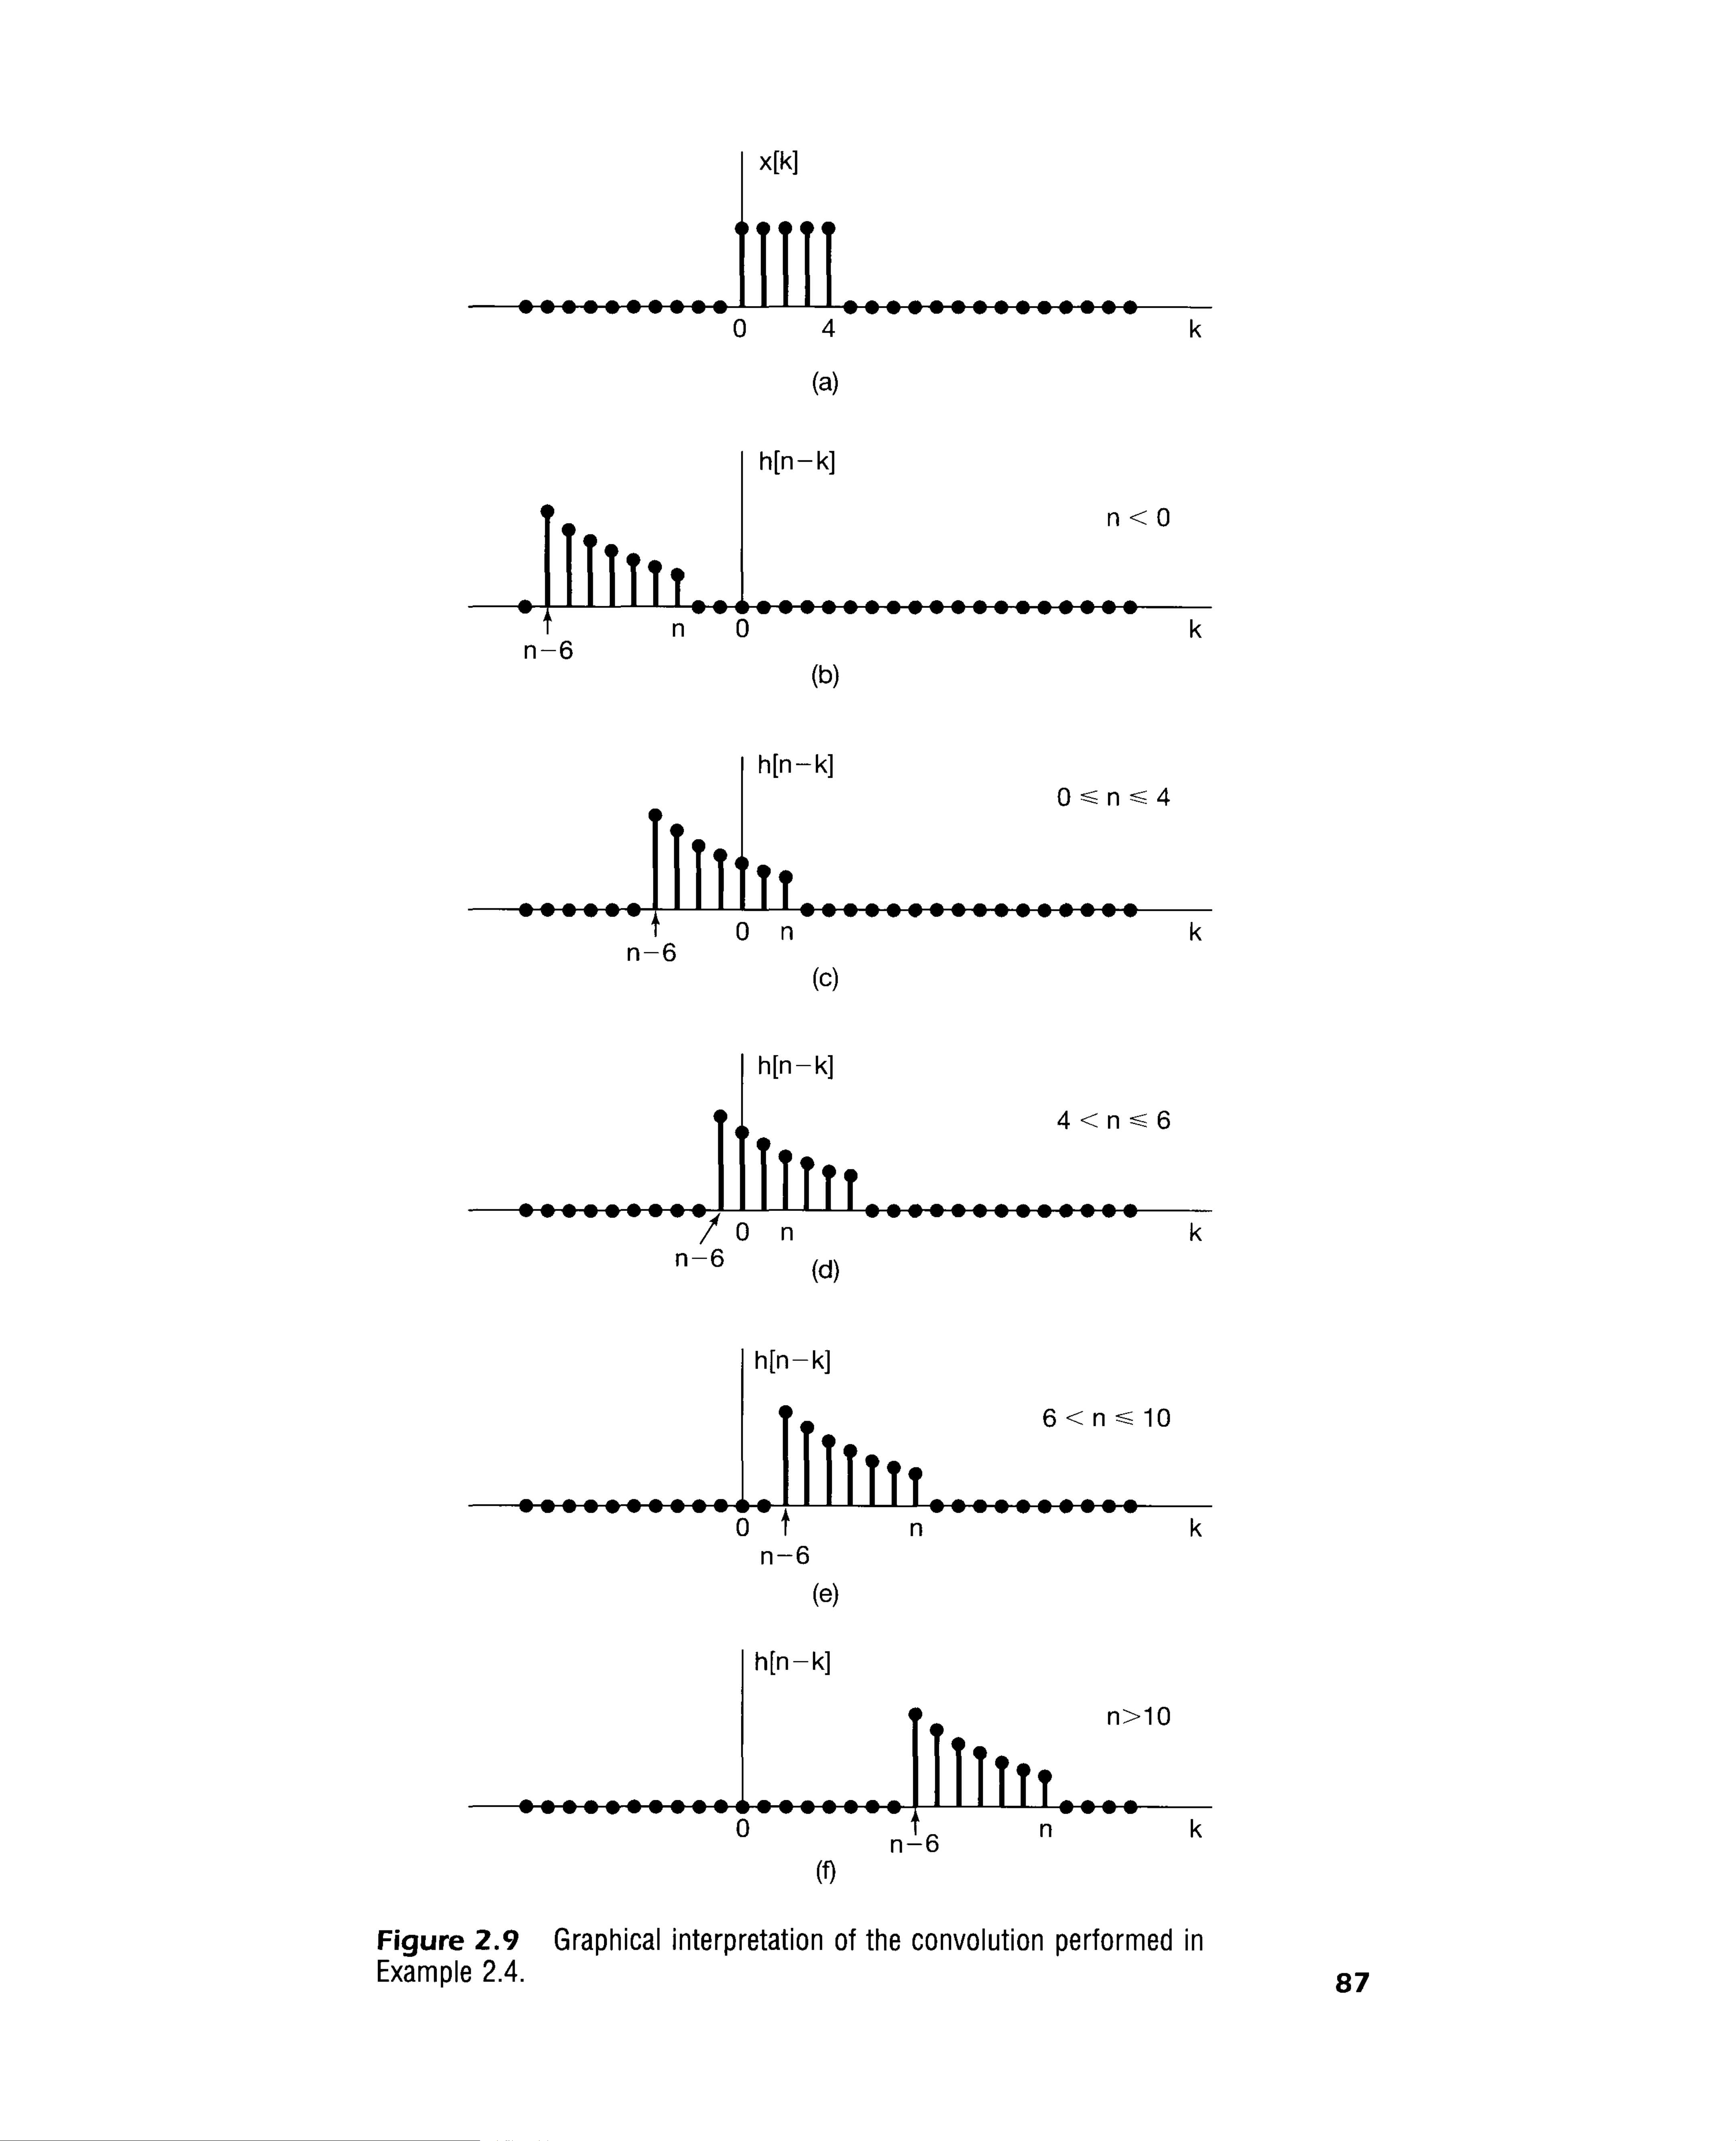 x[k]
0 4 k
(a)
h[n−k]
n < 0
n 0 k
n−6
(b)
h[n−k]
0 ⩽ n ⩽ 4
0 n k
n−6
(c)
h[n−k]
4 < n ⩽ 6
0 n k
n−6
(d)
h[n−k]
6 < n ⩽ 10
0 n k
n−6
(e)
h[n−k]
n>10
0 n k
n−6
(f)
Figure 2.9 Graphical interpretation of the convolution performed in
Example 2.4.
87